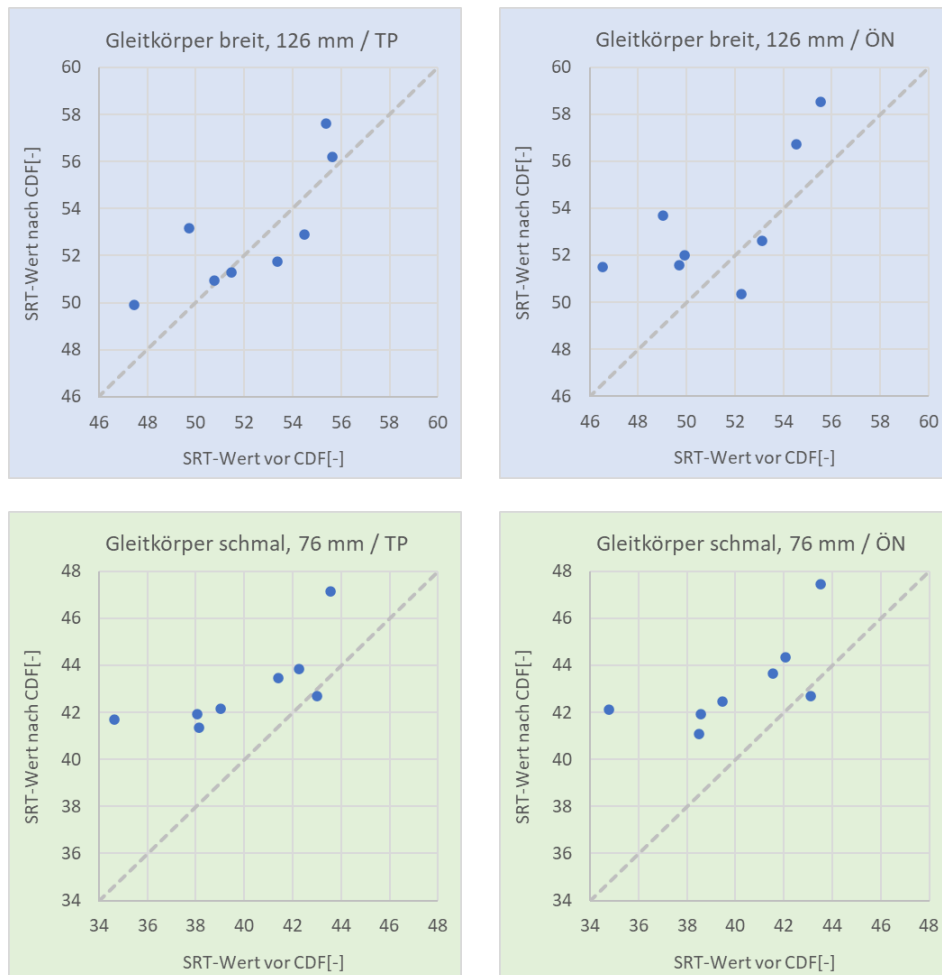 Gleitkörper breit, 126 mm / TP
60
58
56
54
52
50
48
46
SRT-Wert nach CDF[-]
46 48 50 52 54 56 58 60
SRT-Wert vor CDF[-]
Gleitkörper breit, 126 mm / ÖN
60
58
56
54
52
50
48
46
SRT-Wert nach CDF[-]
46 48 50 52 54 56 58 60
SRT-Wert vor CDF[-]
Gleitkörper schmal, 76 mm / TP
48
46
44
42
40
38
36
34
SRT-Wert nach CDF[-]
34 36 38 40 42 44 46 48
SRT-Wert vor CDF[-]
Gleitkörper schmal, 76 mm / ÖN
48
46
44
42
40
38
36
34
SRT-Wert nach CDF[-]
34 36 38 40 42 44 46 48
SRT-Wert vor CDF[-]